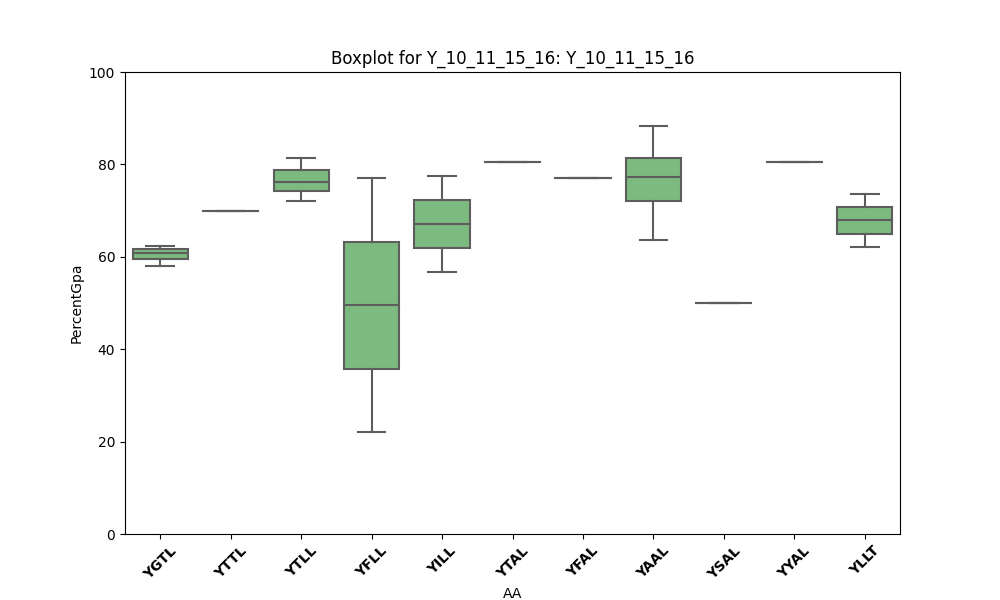 Boxplot for Y_10_11_15_16: Y_10_11_15_16
100
80
60
40
20
0
PercentGpa
YGTL
YTTL
YTLL
YFLL
YILL
YTAL
YFAL
YAAL
YSAL
YYAL
YLLT
AA